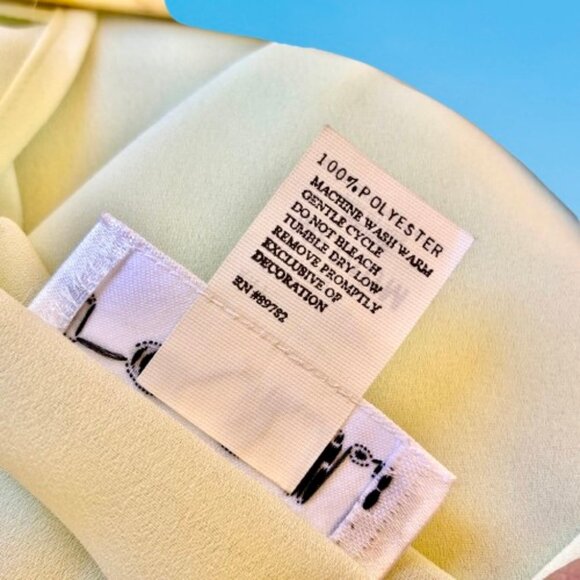 100% POLYESTER
MACHINE WASH WARM
GENTLE CYCLE
DO NOT BLEACH
TUMBLE DRY LOW
REMOVE PROMPTLY
EXCLUSIVE OF
DECORATION
RN #89782